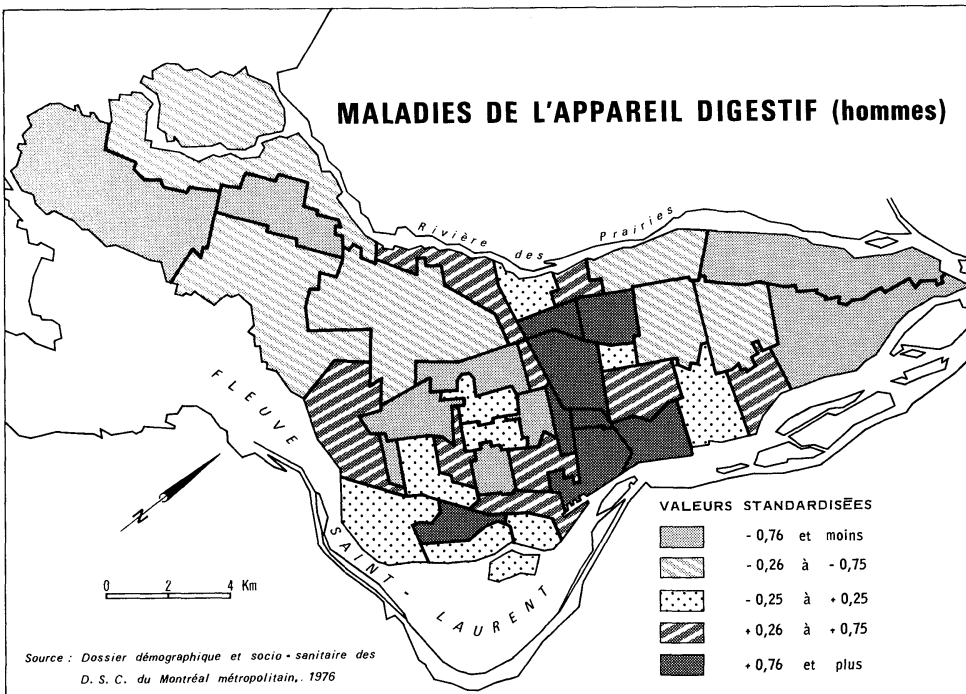 MALADIES DE L'APPAREIL DIGESTIF (hommes)
Rivière des Prairies
FLEUVE SAINT-LAURENT
N
0 2 4 Km
VALEURS STANDARDISÉES
- 0,76 et moins
- 0,26 à - 0,75
- 0,25 à + 0,25
+ 0,26 à + 0,75
+ 0,76 et plus
Source : Dossier démographique et socio-sanitaire des
D. S. C. du Montréal métropolitain,. 1976